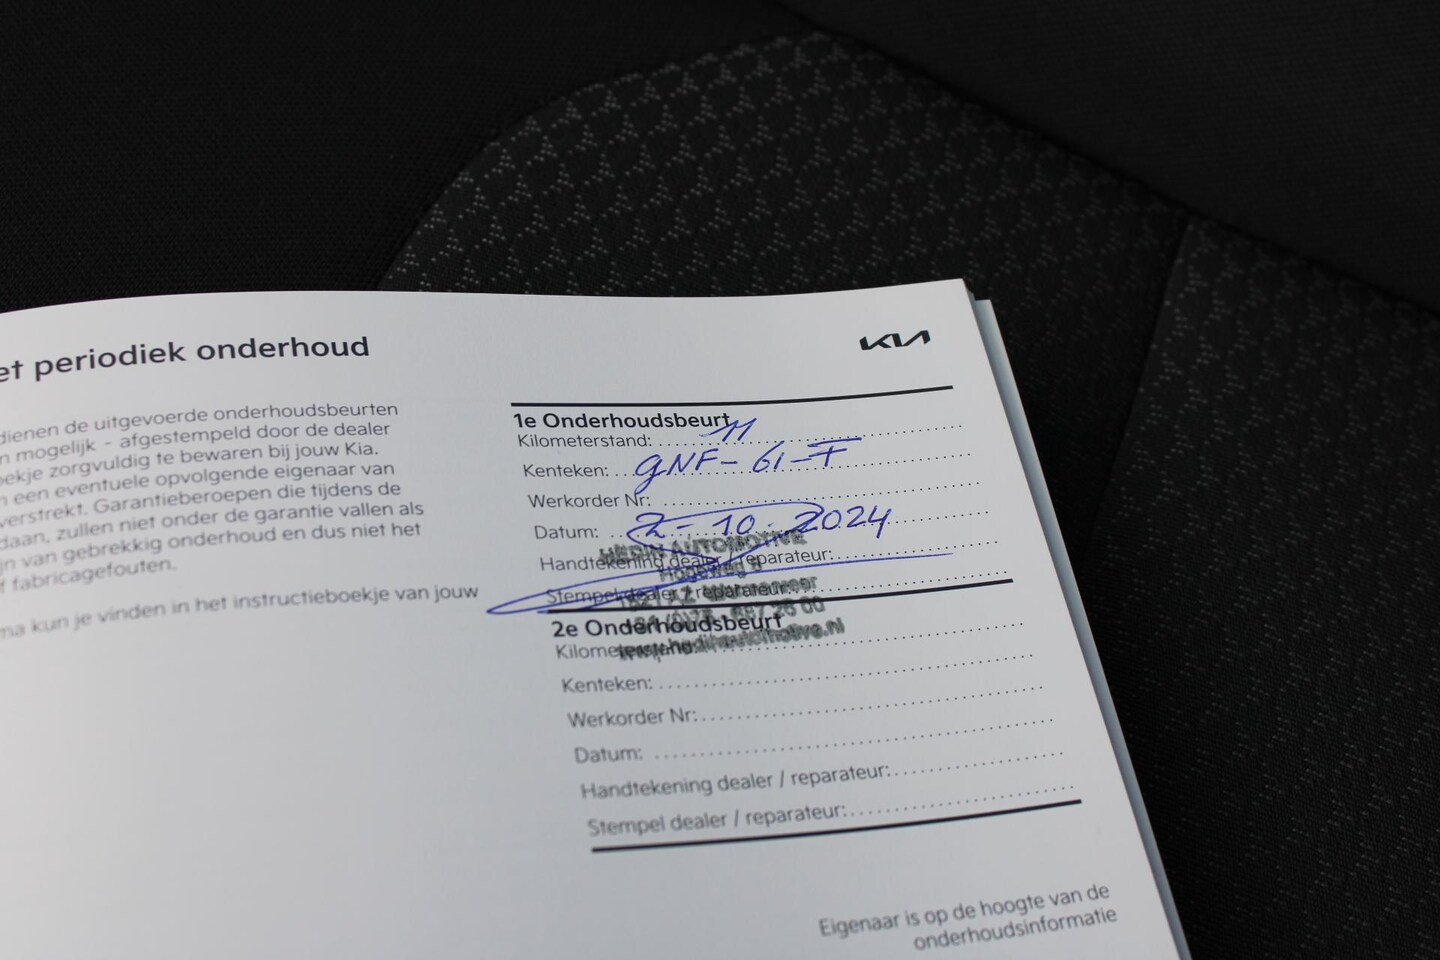 et periodiek onderhoud
KIA
dienen de uitgevoerde onderhoudsbeurten
n mogelijk - afgestempeld door de dealer
ekje zorgvuldig te bewaren bij jouw Kia.
n een eventuele opvolgende eigenaar van
verstrekt. Garantieberoepen die tijdens de
daan, zullen niet onder de garantie vallen als
jn van gebrekkig onderhoud en dus niet het
f fabricagefouten.
ma kun je vinden in het instructieboekje van jouw
1e Onderhoudsbeurt
Kilometerstand: 11
Kenteken: GNF-61-F
Werkorder Nr:
Datum: 2-10-2024
Handtekening dealer / reparateur:
Stempel dealer / reparateur:
AUTOMOTIVE
2e Onderhoudsbeurt
Kilometerstand:
Kenteken:
Werkorder Nr:
Datum:
Handtekening dealer / reparateur:
Stempel dealer / reparateur:
Eigenaar is op de hoogte van de
onderhoudsinformatie